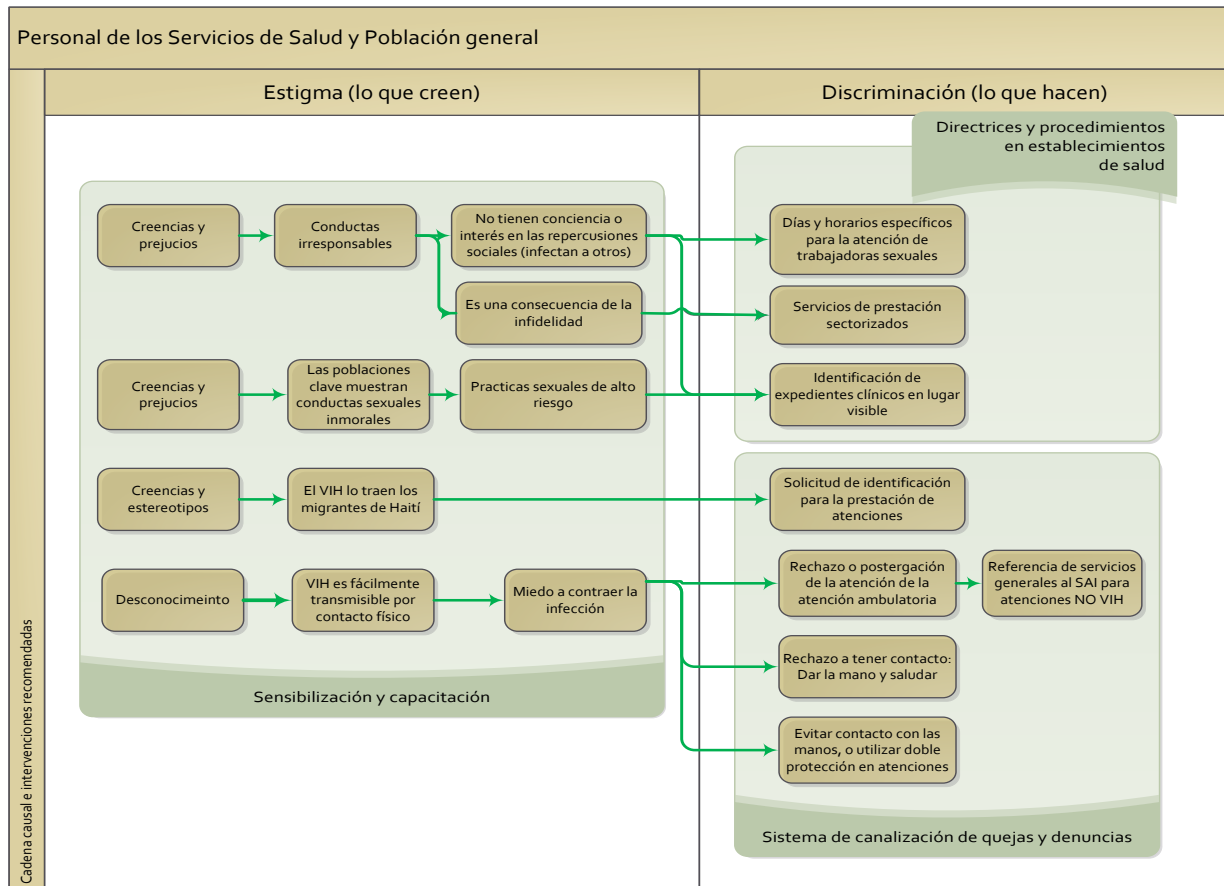 Personal de los Servicios de Salud y Población general
Estigma (lo que creen)
Discriminación (lo que hacen)
Directrices y procedimientos
en establecimientos
de salud
Creencias y
prejucios
Conductas
irresponsables
No tienen conciencia o
interés en las repercusiones
sociales (infectan a otros)
Es una consecuencia de la
infidelidad
Días y horarios específicos
para la atención de
trabajadoras sexuales
Servicios de prestación
sectorizados
Creencias y
prejucios
Las poblaciones
clave muestran
conductas sexuales
inmorales
Practicas sexuales de alto
riesgo
Identificación de
expedientes clínicos en lugar
visible
Creencias y
estereotipos
El VIH lo traen los
migrantes de Haití
Solicitud de identificación
para la prestación de
atenciones
Desconocimeinto
VIH es fácilmente
transmisible por
contacto físico
Miedo a contraer la
infección
Rechazo o postergación
de la atención de la
atención ambulatoria
Referencia de servicios
generales al SAI para
atenciones NO VIH
Rechazo a tener contacto:
Dar la mano y saludar
Evitar contacto con las
manos, o utilizar doble
protección en atenciones
Sensibilización y capacitación
Sistema de canalización de quejas y denuncias
Cadena causal e intervenciones recomendadas